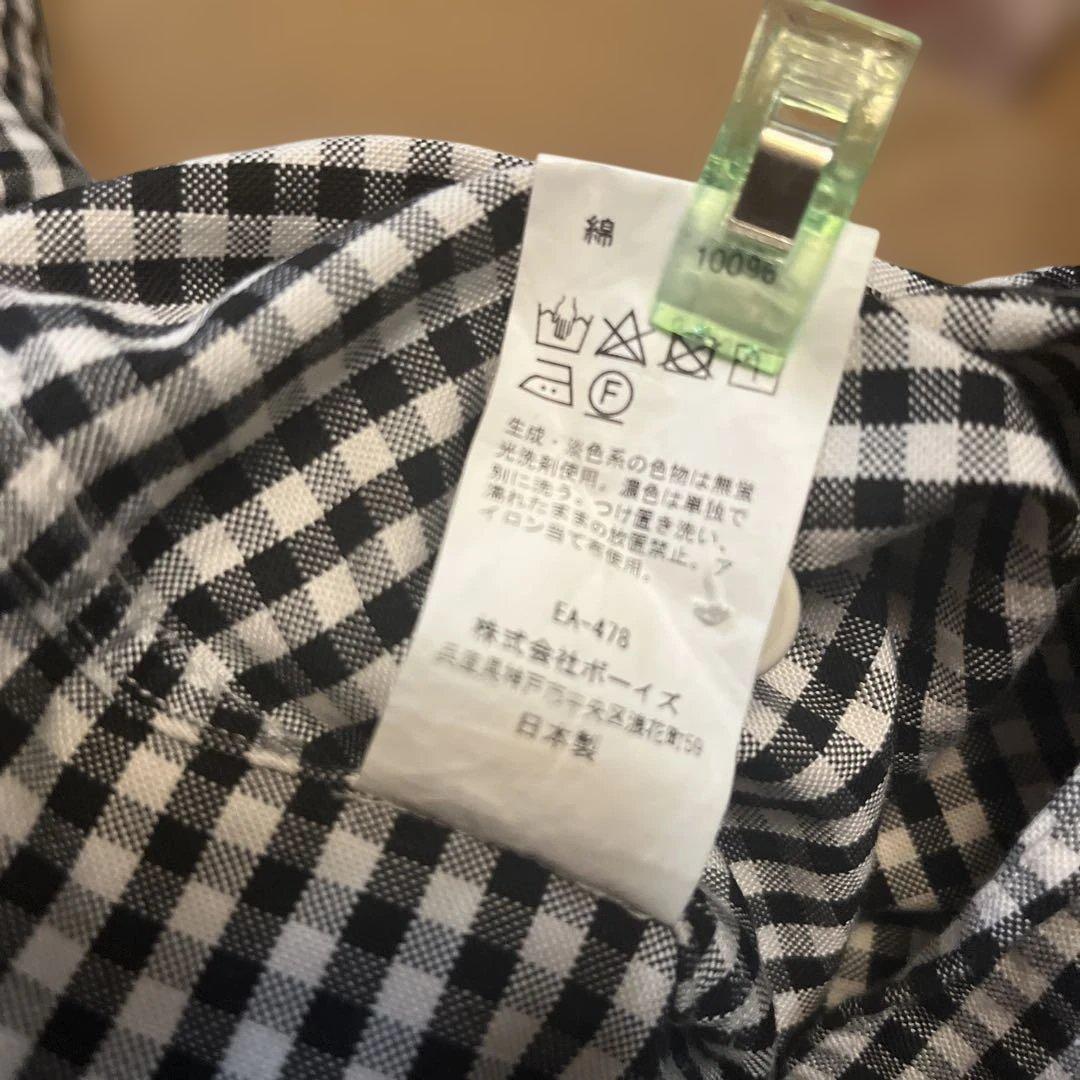 綿
100%
生成・淡色系の色物は無蛍
光洗剤使用。濃色は単独で
別に洗う。つけ置き洗い、
濡れたままの放置禁止。ア
イロン当て布使用。
EA-478
株式会社ボーイズ
兵庫県神戸市中央区浪花町59
日本製